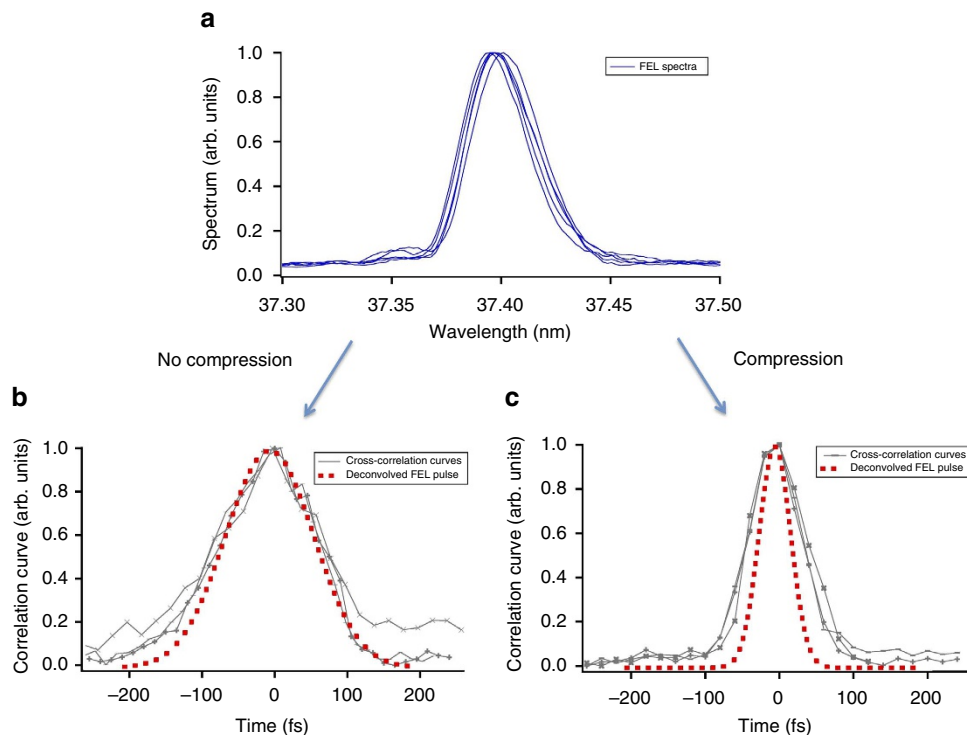 a
Spectrum (arb. units)
1.0
0.8
0.6
0.4
0.2
0.0
FEL spectra
37.30 37.35 37.40 37.45 37.50
Wavelength (nm)
No compression
Compression
b
Correlation curve (arb. units)
1.0
0.8
0.6
0.4
0.2
0.0
Cross-correlation curves
Deconvolved FEL pulse
−200 −100 0 100 200
Time (fs)
c
Correlation curve (arb. units)
1.0
0.8
0.6
0.4
0.2
0.0
Cross-correlation curves
Deconvolved FEL pulse
−200 −100 0 100 200
Time (fs)